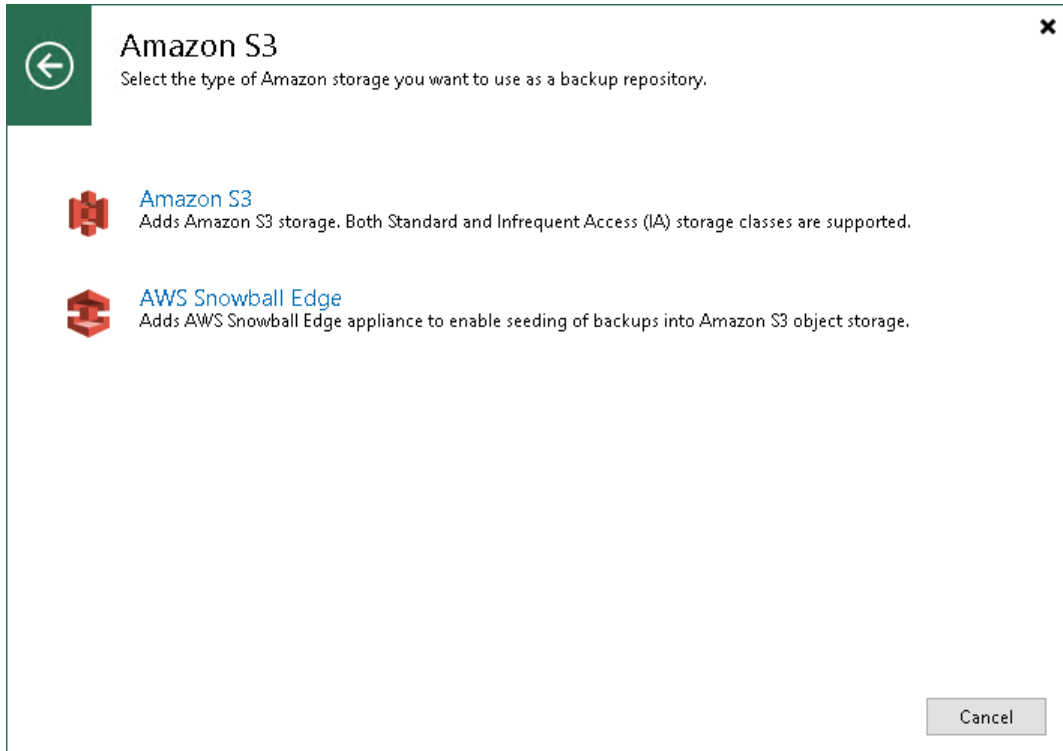 Amazon S3
Select the type of Amazon storage you want to use as a backup repository.
Amazon S3
Adds Amazon S3 storage. Both Standard and Infrequent Access (IA) storage classes are supported.
AWS Snowball Edge
Adds AWS Snowball Edge appliance to enable seeding of backups into Amazon S3 object storage.
Cancel